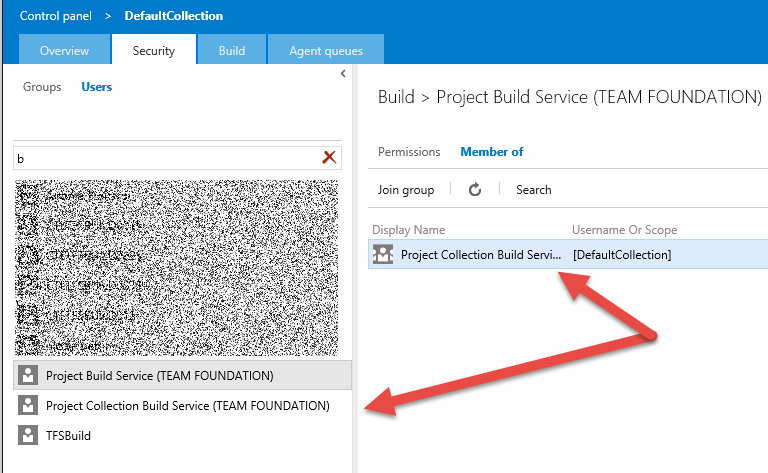 Control panel > DefaultCollection
Overview Security Build Agent queues
Groups Users
b
Project Build Service (TEAM FOUNDATION)
Project Collection Build Service (TEAM FOUNDATION)
TFSBuild
Build > Project Build Service (TEAM FOUNDATION)
Permissions Member of
Join group Search
Display Name Username Or Scope
Project Collection Build Servi... [DefaultCollection]